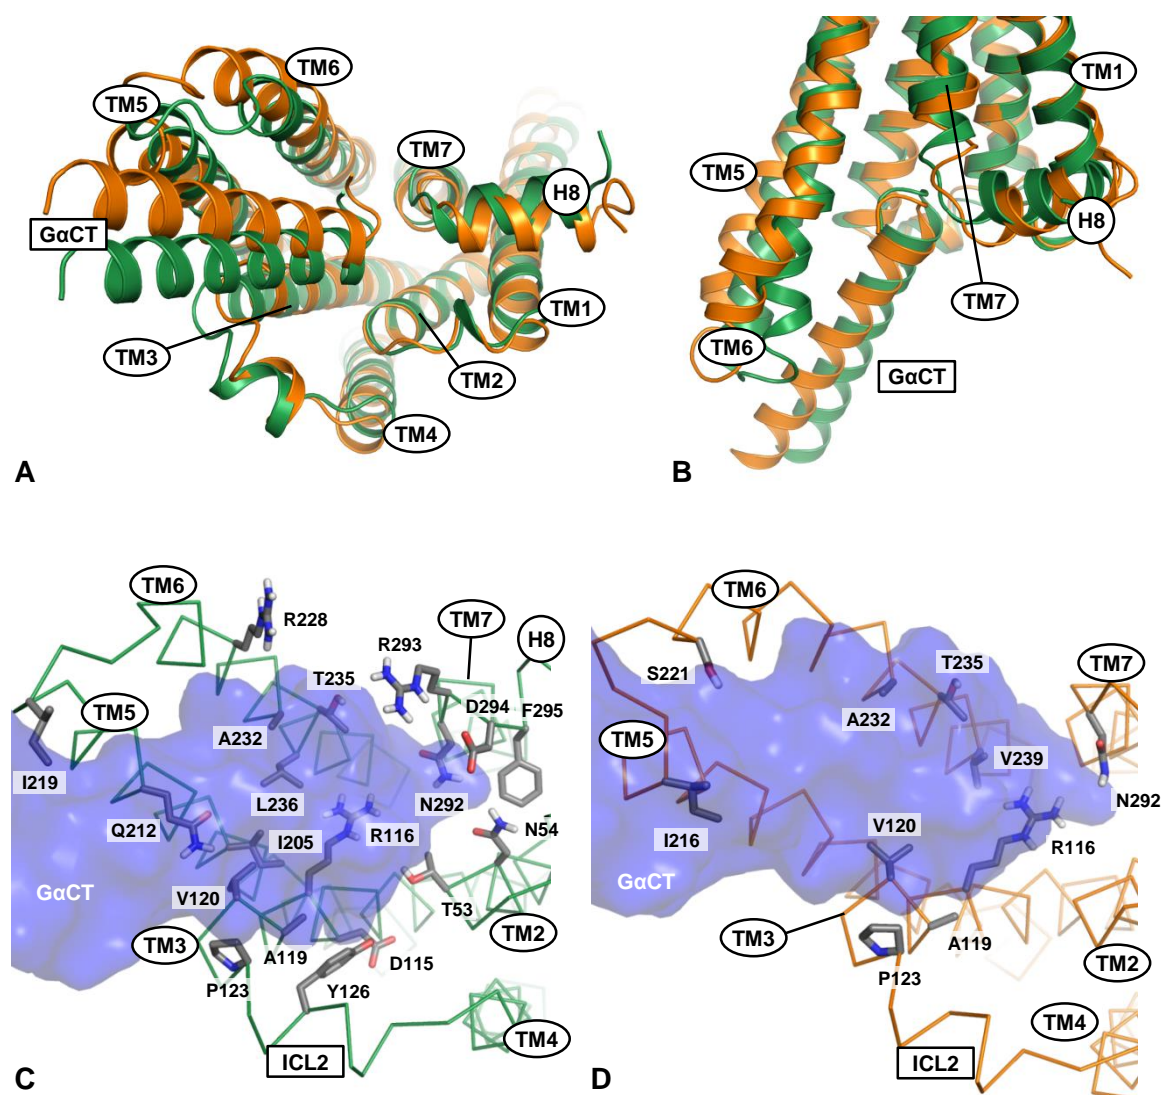 TM6
TM5
TM7
H8
GαCT
TM1
TM3
TM2
TM4
A
TM1
TM5
H8
TM7
TM6
GαCT
B
TM6
R228
TM7
H8
R293
T235
D294
F295
TM5
A232
I219
L236
N292
Q212
I205
R116
N54
GαCT
V120
T53
TM3
A119
D115
TM2
P123
Y126
TM4
ICL2
C
TM6
T235
TM7
S221
A232
TM5
V239
N292
I216
V120
R116
GαCT
TM3
A119
TM2
P123
TM4
ICL2
D